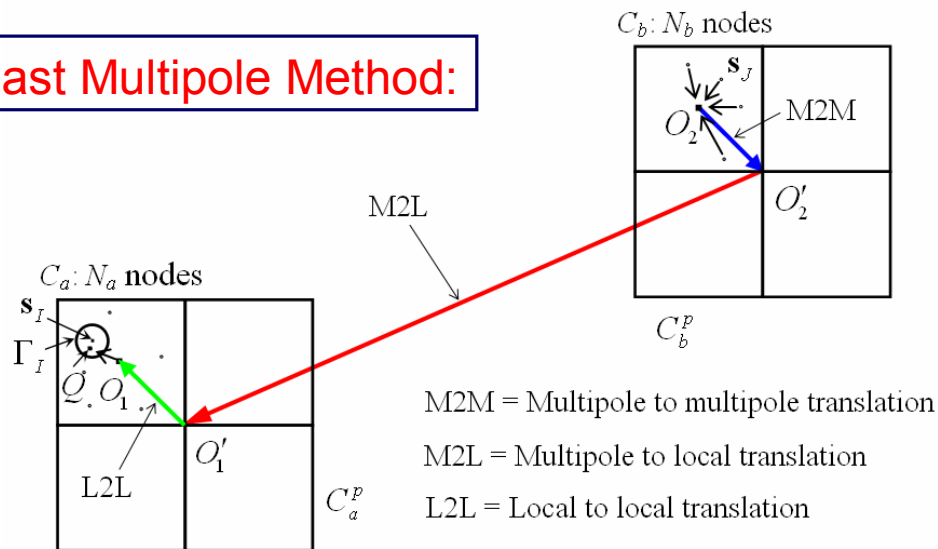 ast Multipole Method:
C_b: N_b nodes
s_J
O_2
M2M
O'_2
C_b^p
M2L
C_a: N_a nodes
s_I
Γ_I
Q
O_1
O'_1
L2L
C_a^p
M2M = Multipole to multipole translation
M2L = Multipole to local translation
L2L = Local to local translation